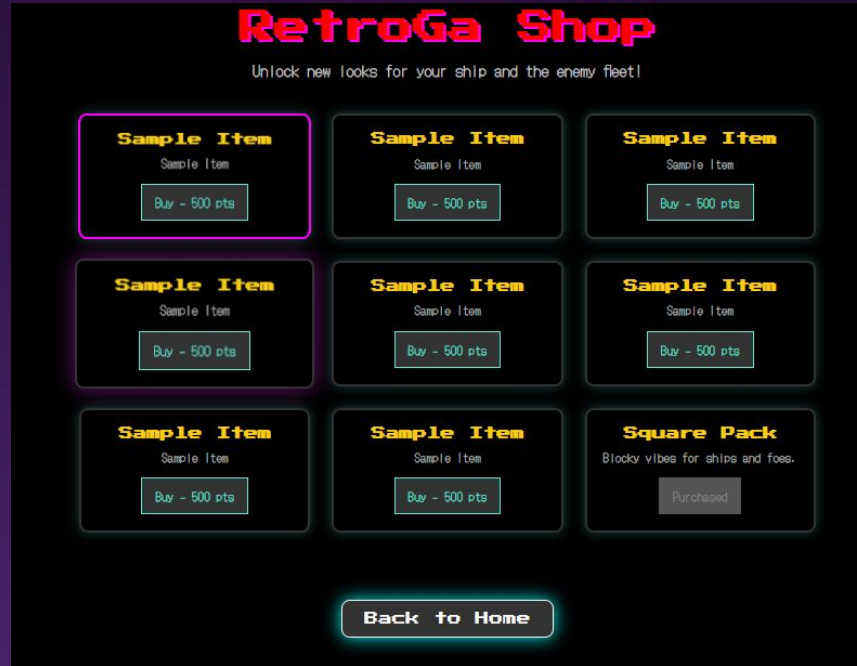 RetroGa Shop
Unlock new looks for your ship and the enemy fleet!
Sample Item
Sample Item
Buy - 500 pts
Sample Item
Sample Item
Buy - 500 pts
Sample Item
Sample Item
Buy - 500 pts
Sample Item
Sample Item
Buy - 500 pts
Sample Item
Sample Item
Buy - 500 pts
Sample Item
Sample Item
Buy - 500 pts
Sample Item
Sample Item
Buy - 500 pts
Sample Item
Sample Item
Buy - 500 pts
Square Pack
Blocky vibes for ships and foes.
Purchased
Back to Home